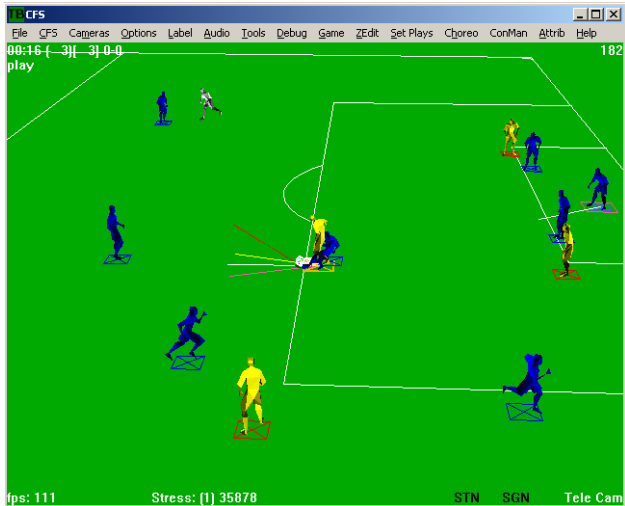 TB CFS
File CFS Cameras Options Label Audio Tools Debug Game ZEdit Set Plays Choreo ConMan Attrib Help
00:16 [ 3][ 3] 0-0 182
play
fps: 111 Stress: (1) 35878 STN SGN Tele Cam